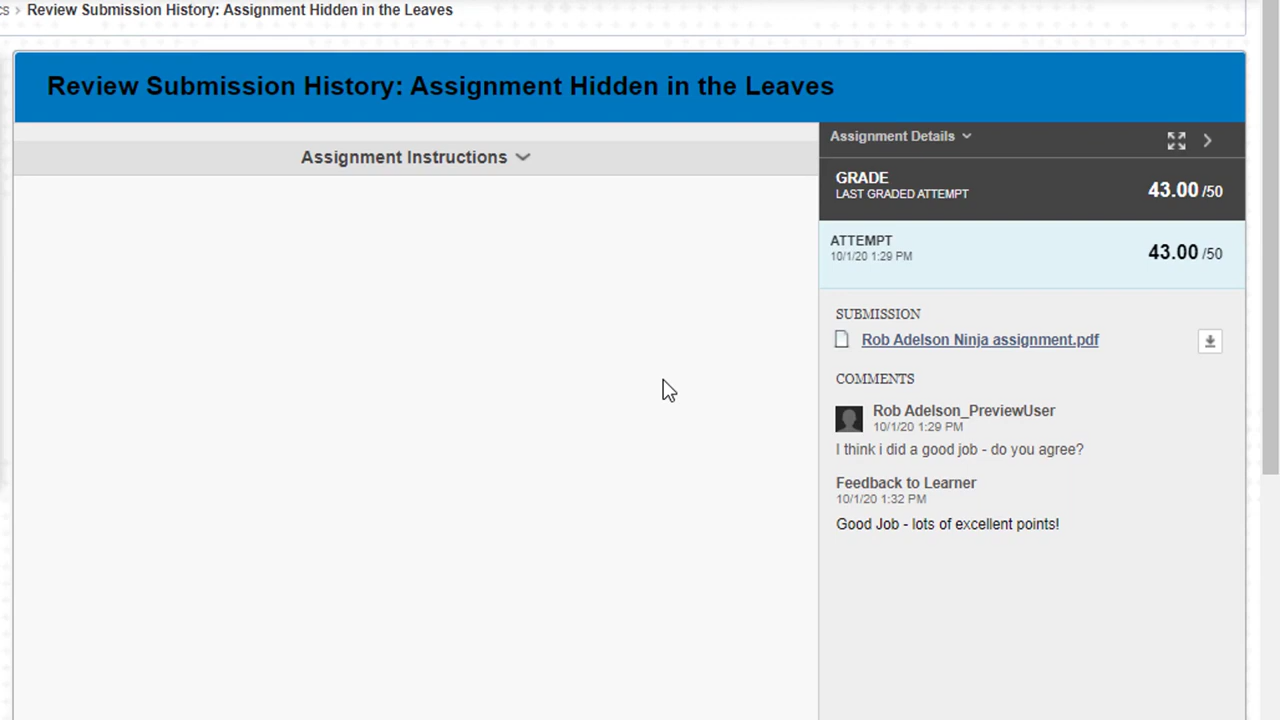 cs › Review Submission History: Assignment Hidden in the Leaves
Review Submission History: Assignment Hidden in the Leaves
Assignment Instructions
Assignment Details
GRADE
LAST GRADED ATTEMPT
43.00 /50
ATTEMPT
10/1/20 1:29 PM
43.00 /50
SUBMISSION
Rob Adelson Ninja assignment.pdf
COMMENTS
Rob Adelson_PreviewUser
10/1/20 1:29 PM
I think i did a good job - do you agree?
Feedback to Learner
10/1/20 1:32 PM
Good Job - lots of excellent points!